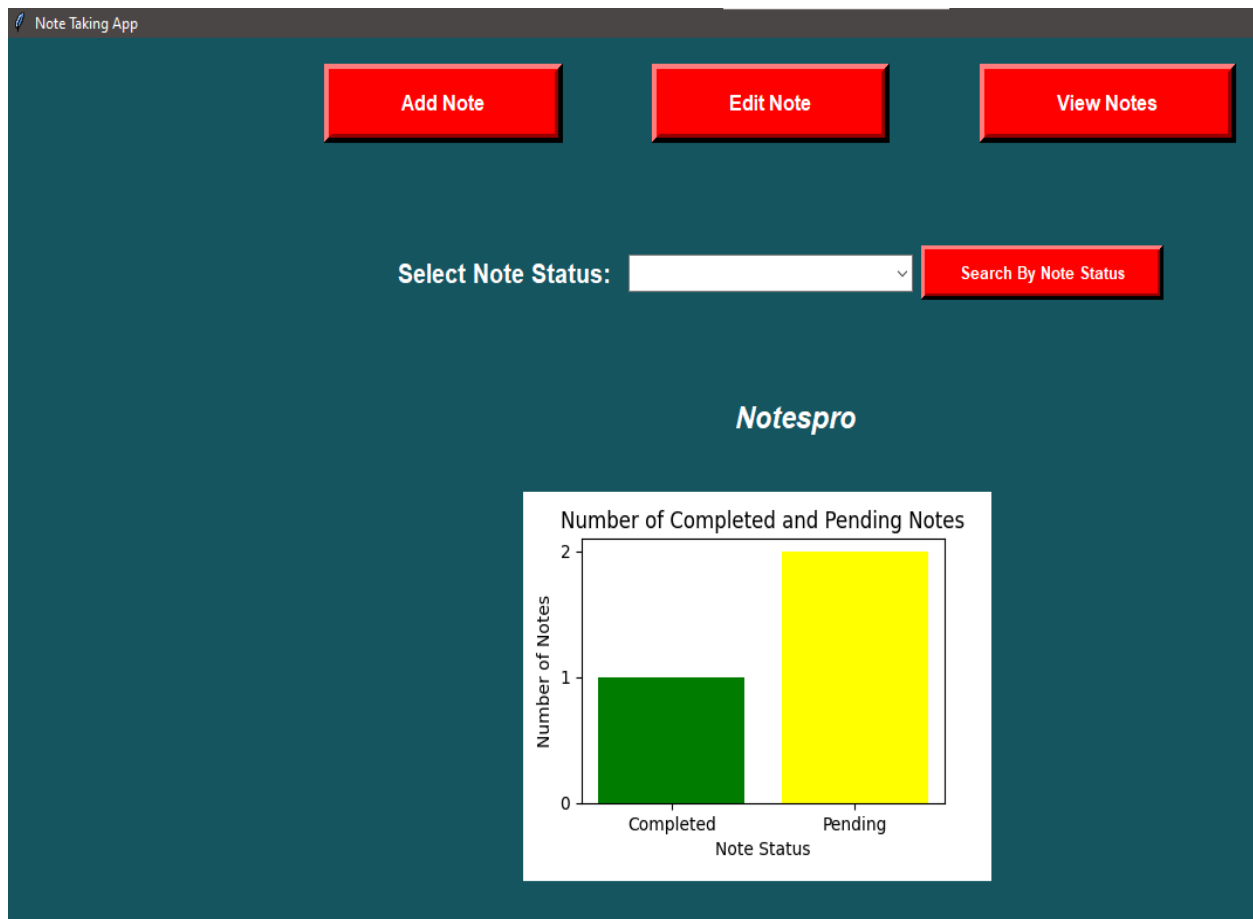 Note Taking App
Add Note
Edit Note
View Notes
Select Note Status:
Search By Note Status
Notespro
Number of Completed and Pending Notes
Number of Notes
2
1
0
Completed
Pending
Note Status